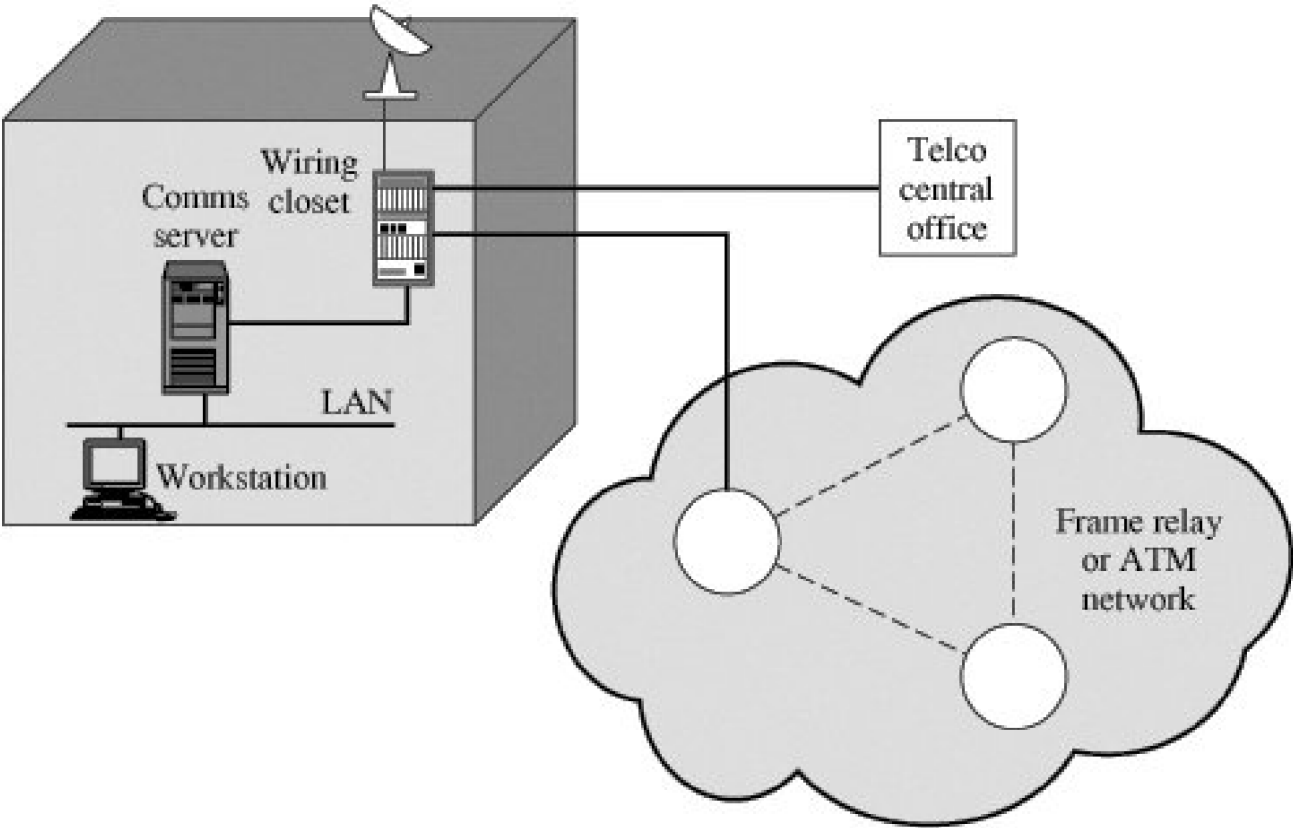 Wiring
closet
Comms
server
LAN
Workstation
Telco
central
office
Frame relay
or ATM
network